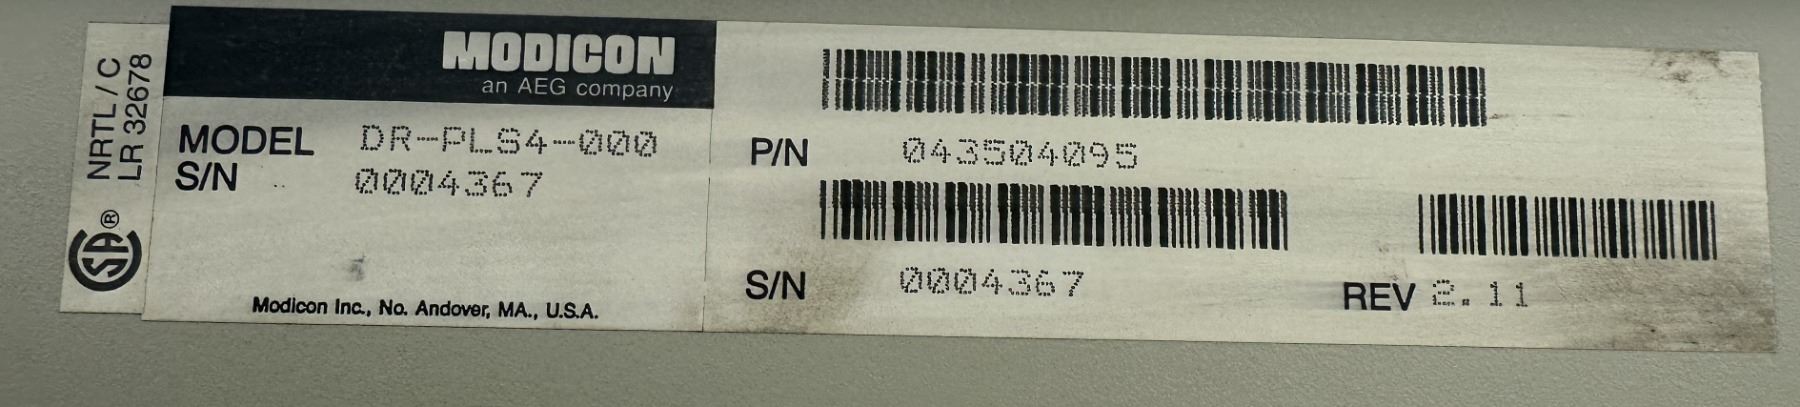 NRTL / C
LR 32678
SA®
MODICON
an AEG company
MODEL DR-PLS4-000
S/N 0004367
Modicon Inc., No. Andover, MA., U.S.A.
P/N 043504095
S/N 0004367
REV 2.11